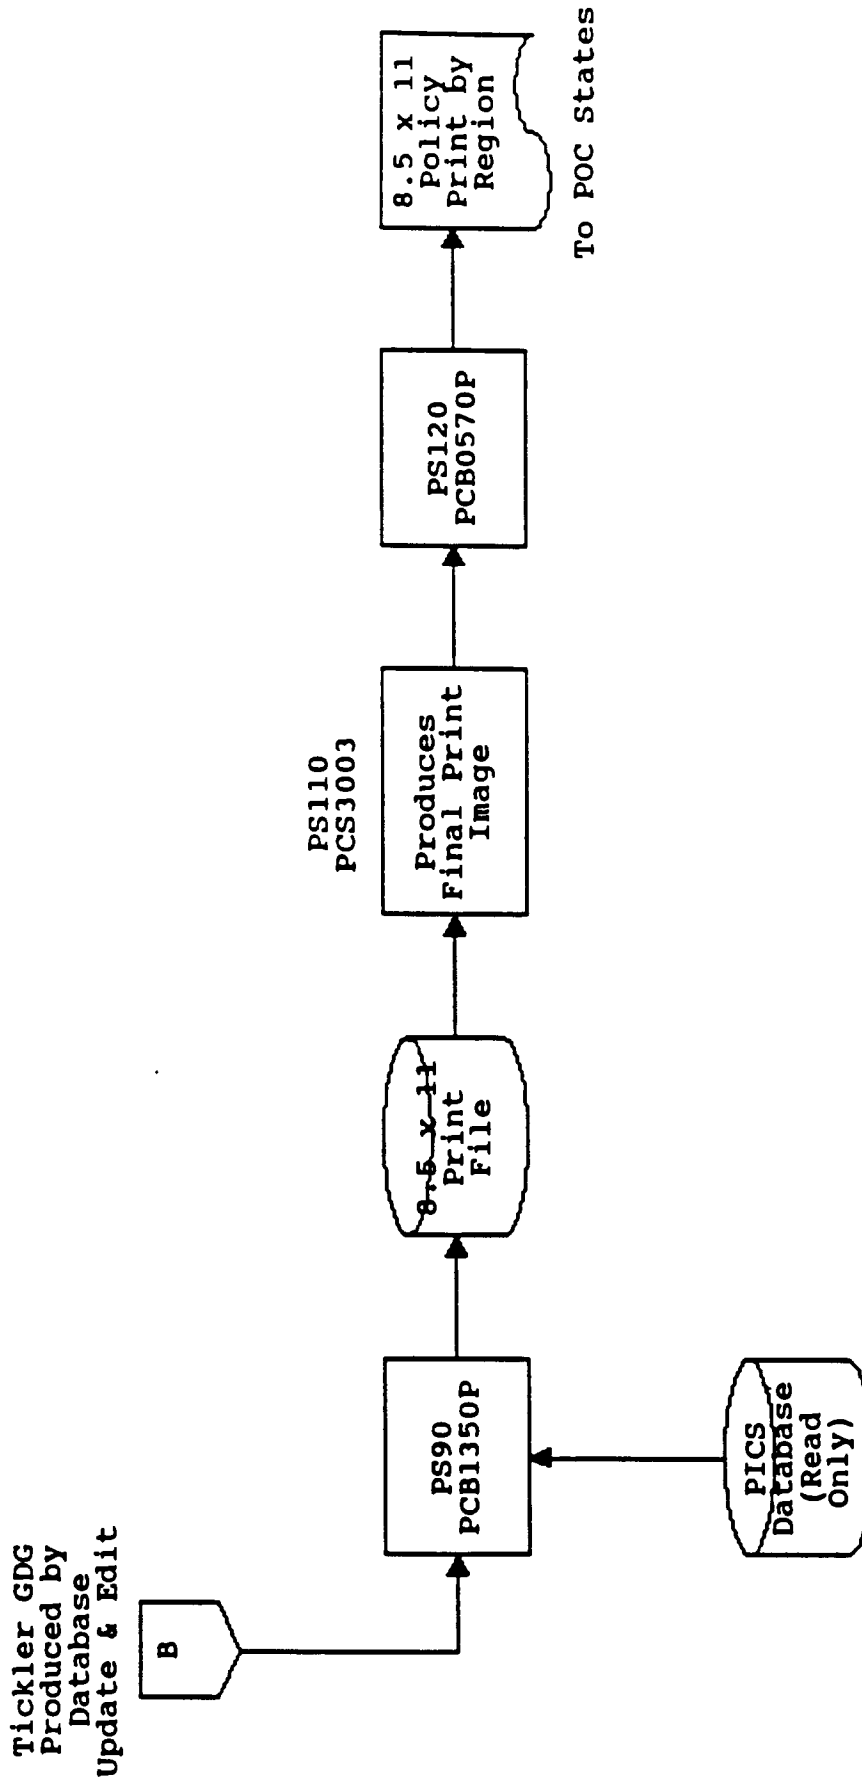 Tickler GDG
Produced by
Database
Update & Edit
B
PS90
PCB1350P
PICS
Database
(Read
Only)
8.5 x 11
Print
File
PS110
PCS3003
Produces
Final Print
Image
PS120
PCB0570P
8.5 x 11
Policy
Print by
Region
To POC States